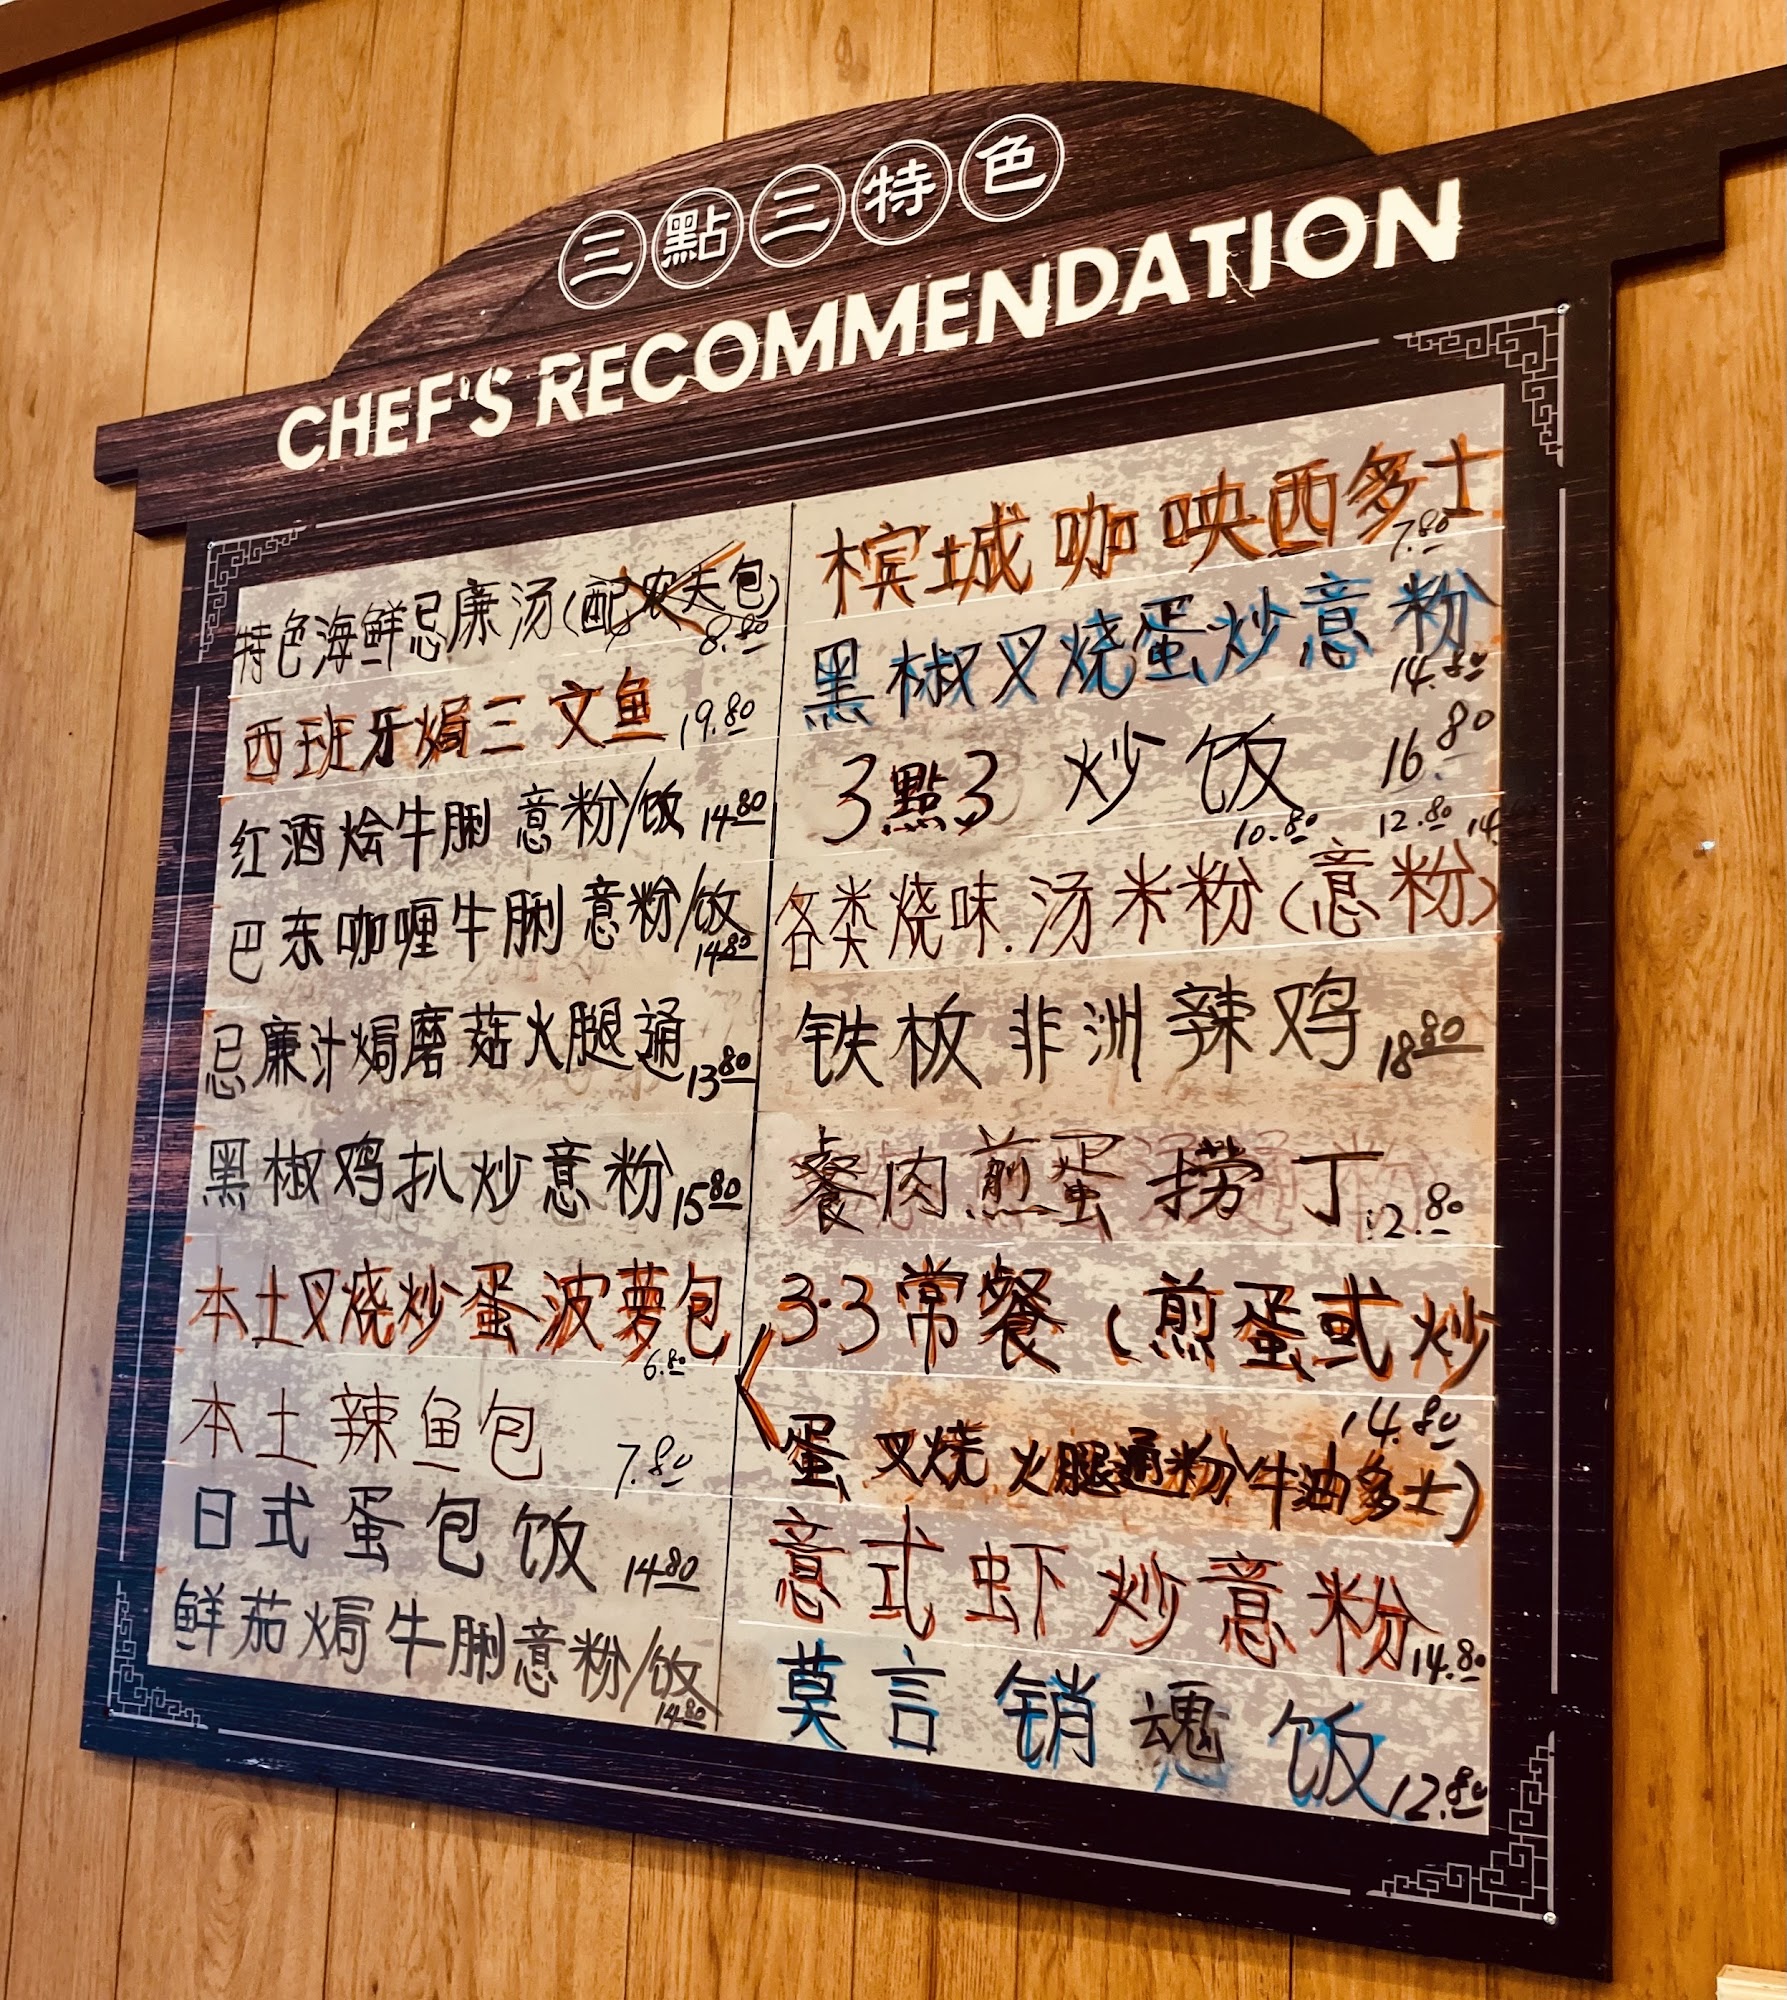 三點三特色
CHEF'S RECOMMENDATION
特色海鲜忌廉汤(配农夫包)
8.80
西班牙焗三文鱼 19.80
红酒烩牛脷 意粉/饭 14.80
巴东咖喱牛脷 意粉/饭
14.80
忌廉汁焗磨菇火腿通 13.80
黑椒鸡扒炒意粉 15.80
本土叉烧炒蛋波萝包
6.80
本土辣鱼包 7.80
日式蛋包饭 14.80
鲜茄焗牛脷意粉/饭
14.80
槟城咖央西多士
7.80
黑椒叉烧蛋炒意粉
14.80
3點3 炒饭 16.80
10.80 12.80 14.
各类烧味.汤米粉(意粉)
铁板非洲辣鸡 18.80
餐肉煎蛋捞丁 12.80
3.3常餐(煎蛋或炒
14.80
蛋 叉烧 火腿通粉 牛油多士)
意式虾炒意粉 14.80
莫言销魂饭 12.80